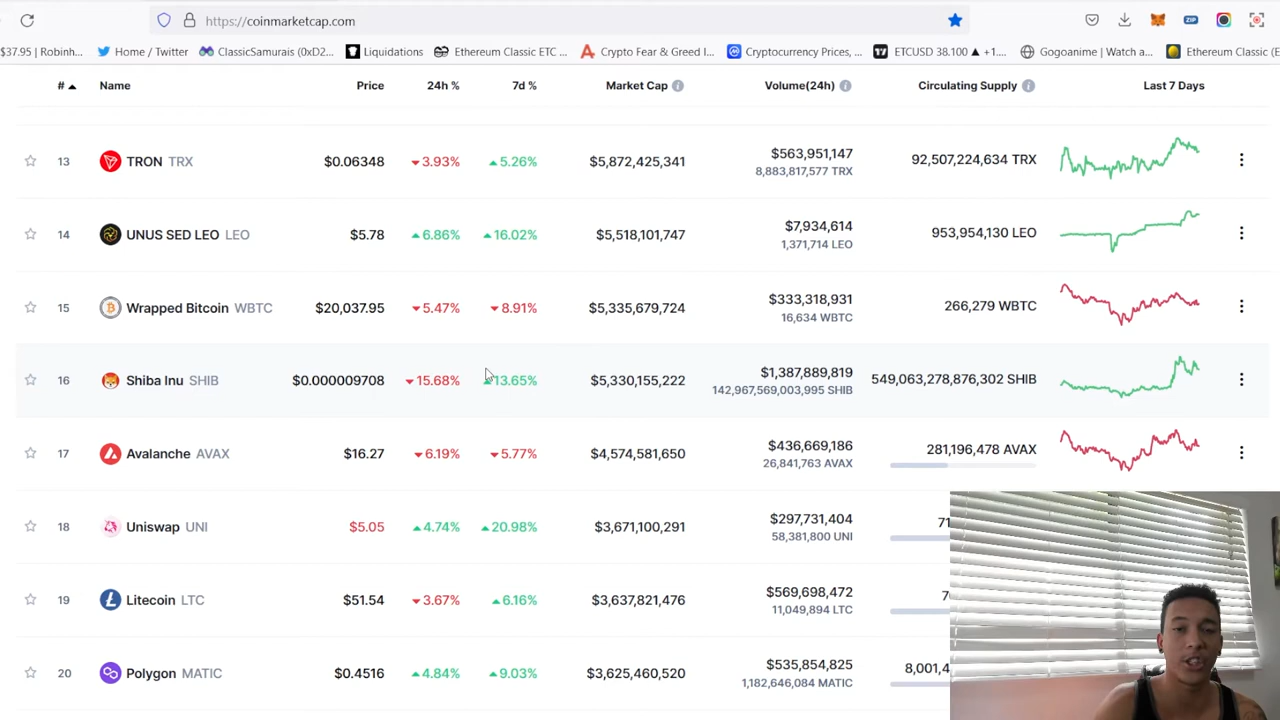 https://coinmarketcap.com
$37.95 | Robinh... Home / Twitter ClassicSamurais (0xD2... Liquidations Ethereum Classic ETC ... Crypto Fear & Greed I... Cryptocurrency Prices, ... ETCUSD 38.100 ▲ +1.... Gogoanime | Watch a... Ethereum Classic (E
# Name Price 24h % 7d % Market Cap Volume(24h) Circulating Supply Last 7 Days
13 TRON TRX $0.06348 3.93% 5.26% $5,872,425,341 $563,951,147 92,507,224,634 TRX
8,883,817,577 TRX
14 UNUS SED LEO LEO $5.78 6.86% 16.02% $5,518,101,747 $7,934,614 953,954,130 LEO
1,371,714 LEO
15 Wrapped Bitcoin WBTC $20,037.95 5.47% 8.91% $5,335,679,724 $333,318,931 266,279 WBTC
16,634 WBTC
16 Shiba Inu SHIB $0.000009708 15.68% 13.65% $5,330,155,222 $1,387,889,819 549,063,278,876,302 SHIB
142,967,569,003,995 SHIB
17 Avalanche AVAX $16.27 6.19% 5.77% $4,574,581,650 $436,669,186 281,196,478 AVAX
26,841,763 AVAX
18 Uniswap UNI $5.05 4.74% 20.98% $3,671,100,291 $297,731,404
58,381,800 UNI
19 Litecoin LTC $51.54 3.67% 6.16% $3,637,821,476 $569,698,472
11,049,894 LTC
20 Polygon MATIC $0.4516 4.84% 9.03% $3,625,460,520 $535,854,825 8,001,4
1,182,646,084 MATIC
ZIP